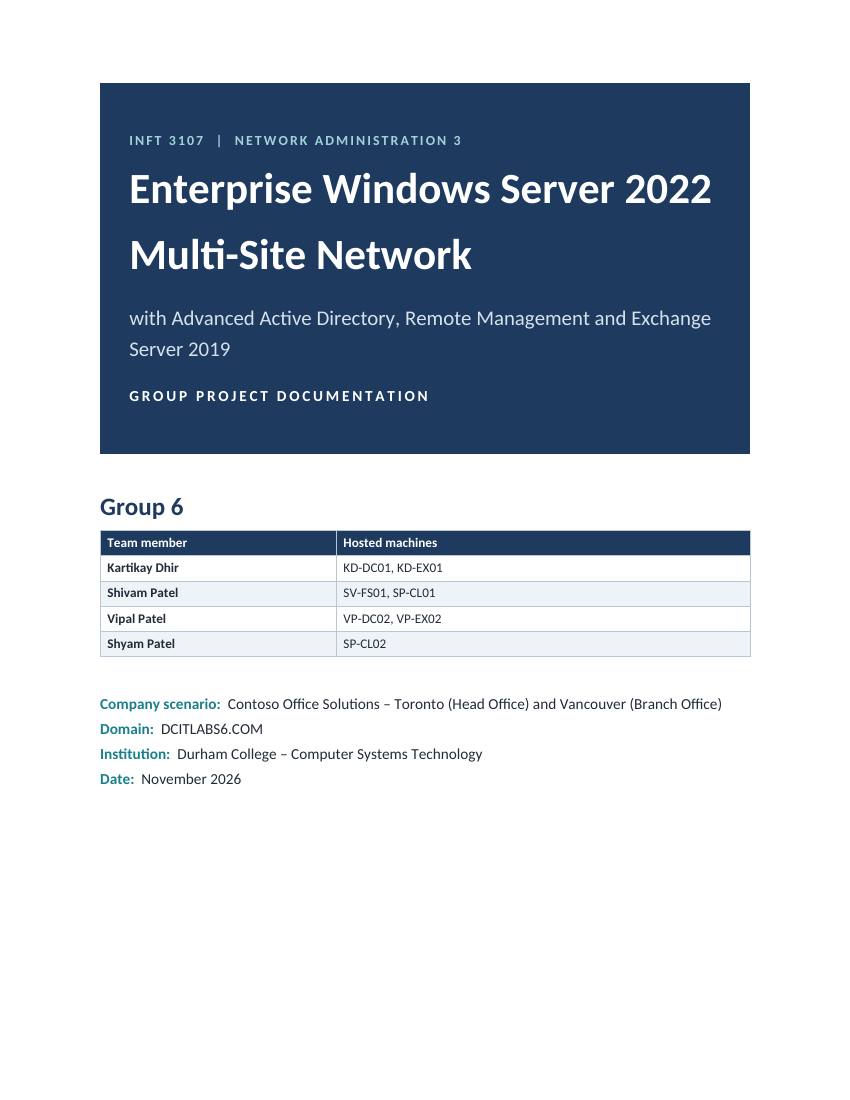 INFT 3107 | NETWORK ADMINISTRATION 3
Enterprise Windows Server 2022
Multi-Site Network
with Advanced Active Directory, Remote Management and Exchange
Server 2019
GROUP PROJECT DOCUMENTATION
Group 6
Team member Hosted machines
Kartikay Dhir KD-DC01, KD-EX01
Shivam Patel SV-FS01, SP-CL01
Vipal Patel VP-DC02, VP-EX02
Shyam Patel SP-CL02
Company scenario: Contoso Office Solutions – Toronto (Head Office) and Vancouver (Branch Office)
Domain: DCITLABS6.COM
Institution: Durham College – Computer Systems Technology
Date: November 2026